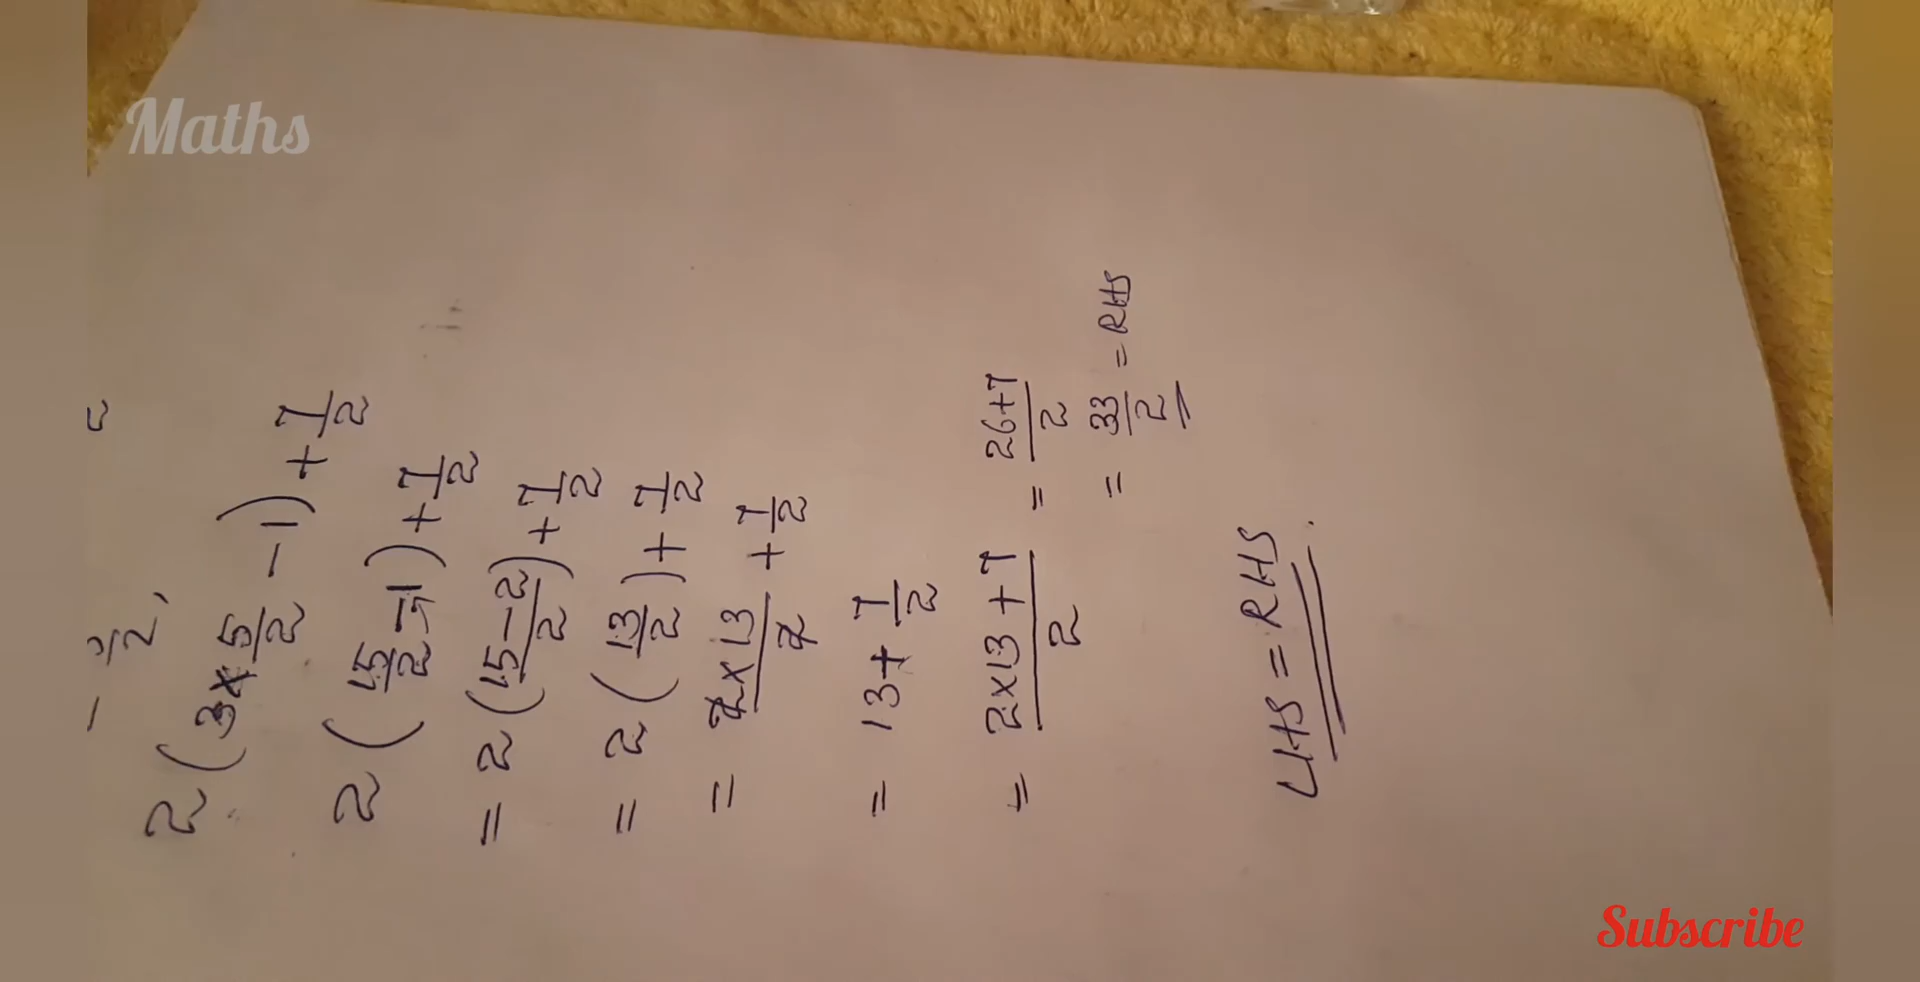 Maths
2(3×5/2 -1)+7/2
2(15/2 -1)+7/2
= 2(15-2/2)+7/2
= 2(13/2)+7/2
= 2×13/2 +7/2
= 13+7/2
= 2×13+7/2 = 26+7/2
= 33/2 = RHS
LHS = RHS
Subscribe